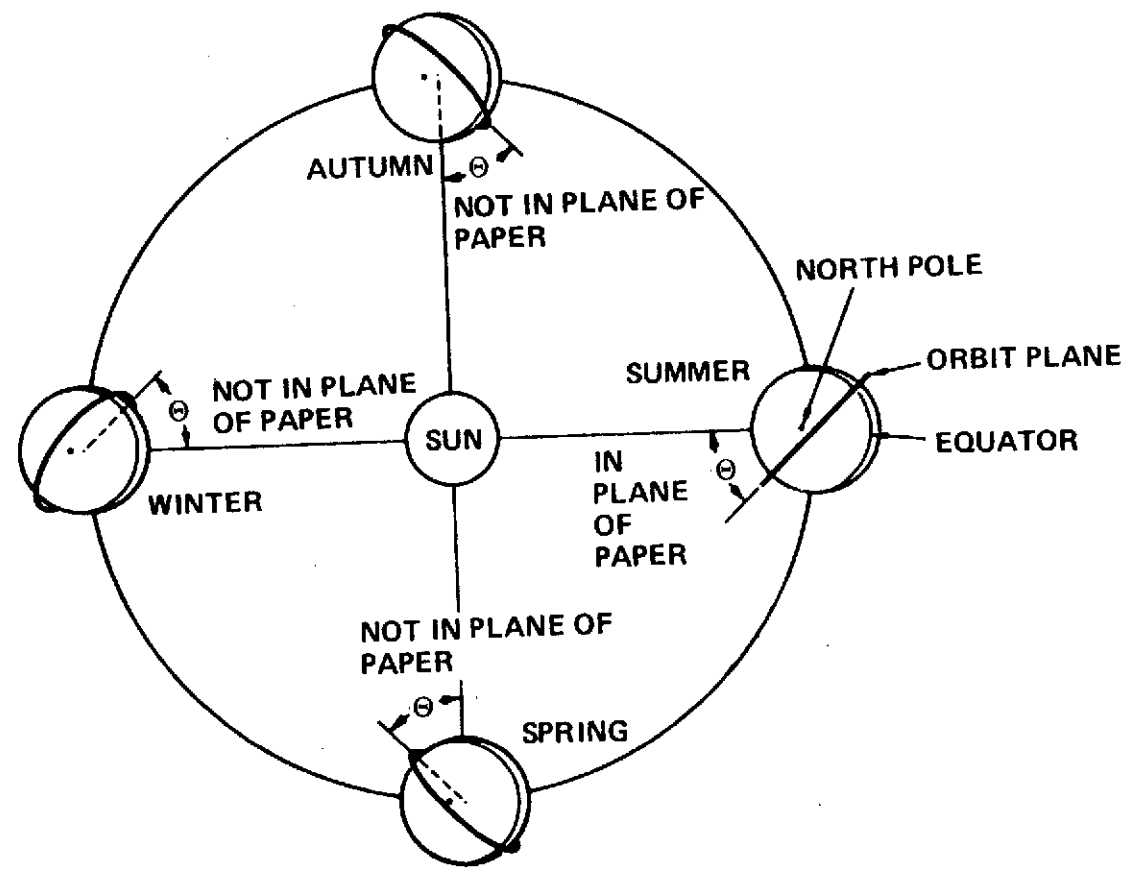 AUTUMN
Θ
NOT IN PLANE OF
PAPER
NORTH POLE
SUMMER
ORBIT PLANE
EQUATOR
NOT IN PLANE
OF PAPER
Θ
SUN
IN
PLANE
OF
PAPER
Θ
WINTER
NOT IN PLANE OF
PAPER
Θ
SPRING